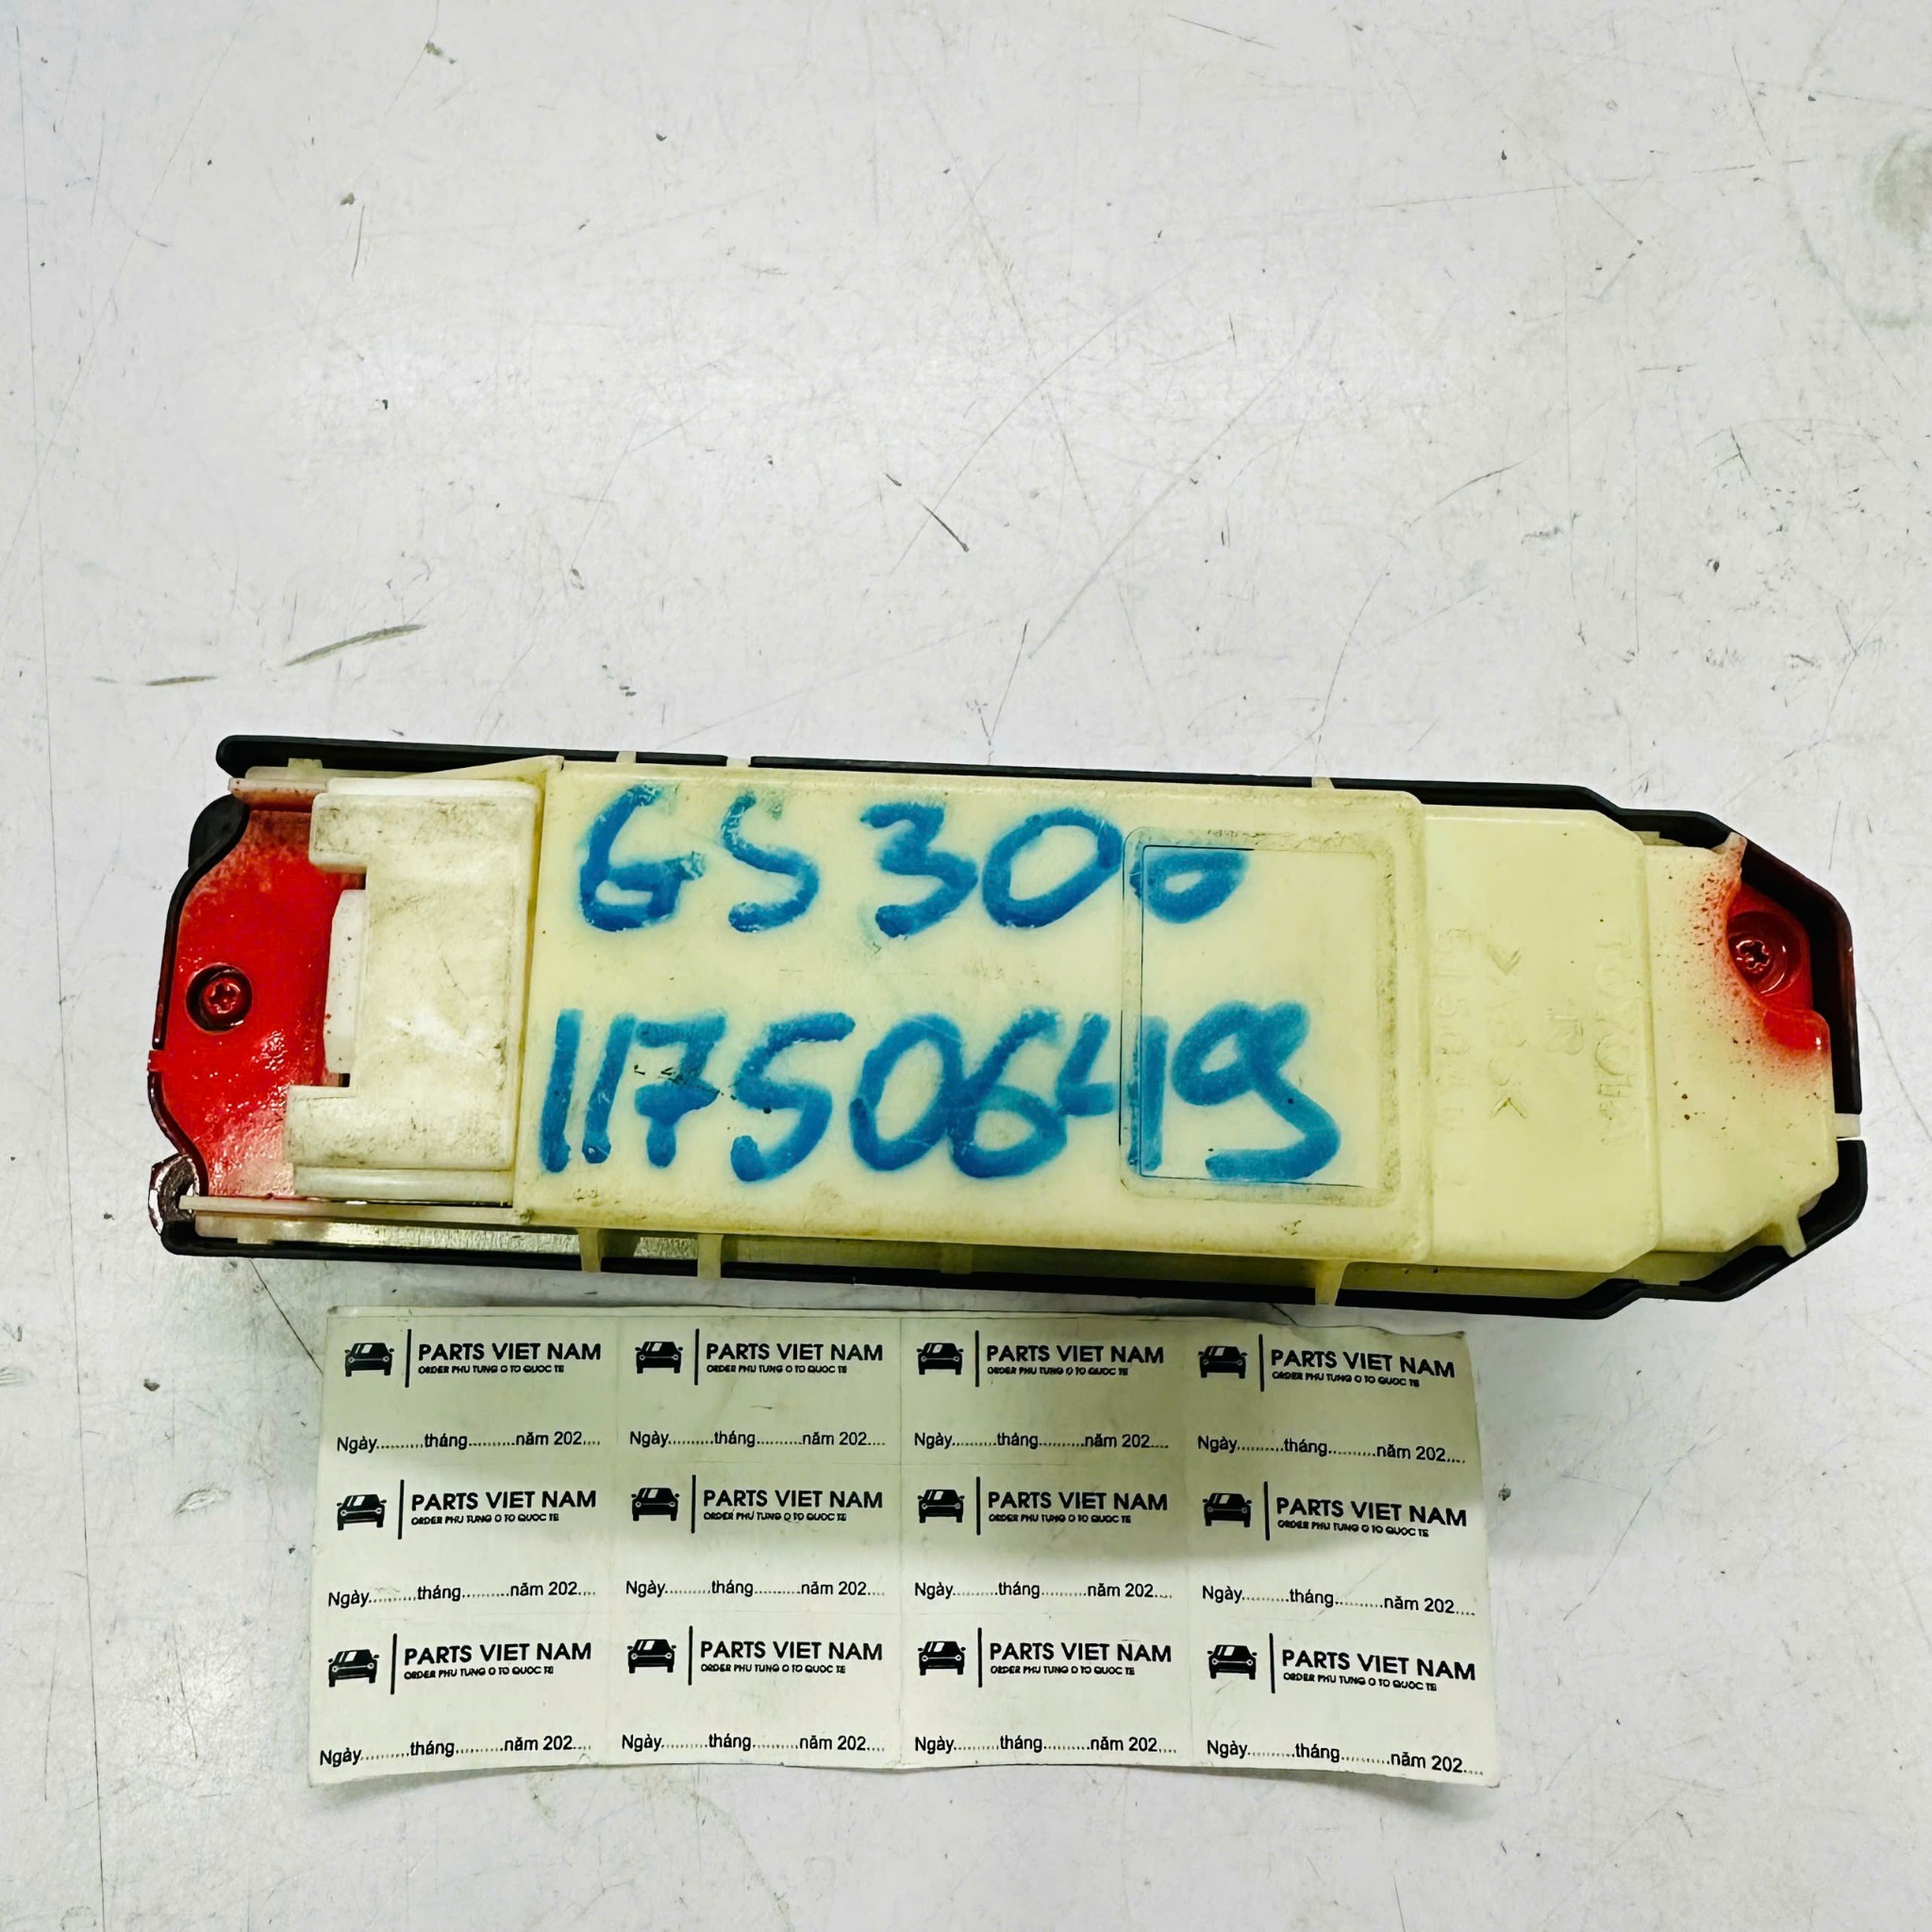 GS 300
11750649
PARTS VIET NAM
ORDER PHU TUNG O TO QUOC TE
Ngày..........tháng..........năm 202....
PARTS VIET NAM
ORDER PHU TUNG O TO QUOC TE
Ngày..........tháng..........năm 202....
PARTS VIET NAM
ORDER PHU TUNG O TO QUOC TE
Ngày..........tháng..........năm 202....
PARTS VIET NAM
ORDER PHU TUNG O TO QUOC TE
Ngày..........tháng..........năm 202....
PARTS VIET NAM
ORDER PHU TUNG O TO QUOC TE
Ngày..........tháng..........năm 202....
PARTS VIET NAM
ORDER PHU TUNG O TO QUOC TE
Ngày..........tháng..........năm 202....
PARTS VIET NAM
ORDER PHU TUNG O TO QUOC TE
Ngày..........tháng..........năm 202....
PARTS VIET NAM
ORDER PHU TUNG O TO QUOC TE
Ngày..........tháng..........năm 202....
PARTS VIET NAM
ORDER PHU TUNG O TO QUOC TE
Ngày..........tháng..........năm 202....
PARTS VIET NAM
ORDER PHU TUNG O TO QUOC TE
Ngày..........tháng..........năm 202....
PARTS VIET NAM
ORDER PHU TUNG O TO QUOC TE
Ngày..........tháng..........năm 202....
PARTS VIET NAM
ORDER PHU TUNG O TO QUOC TE
Ngày..........tháng..........năm 202....